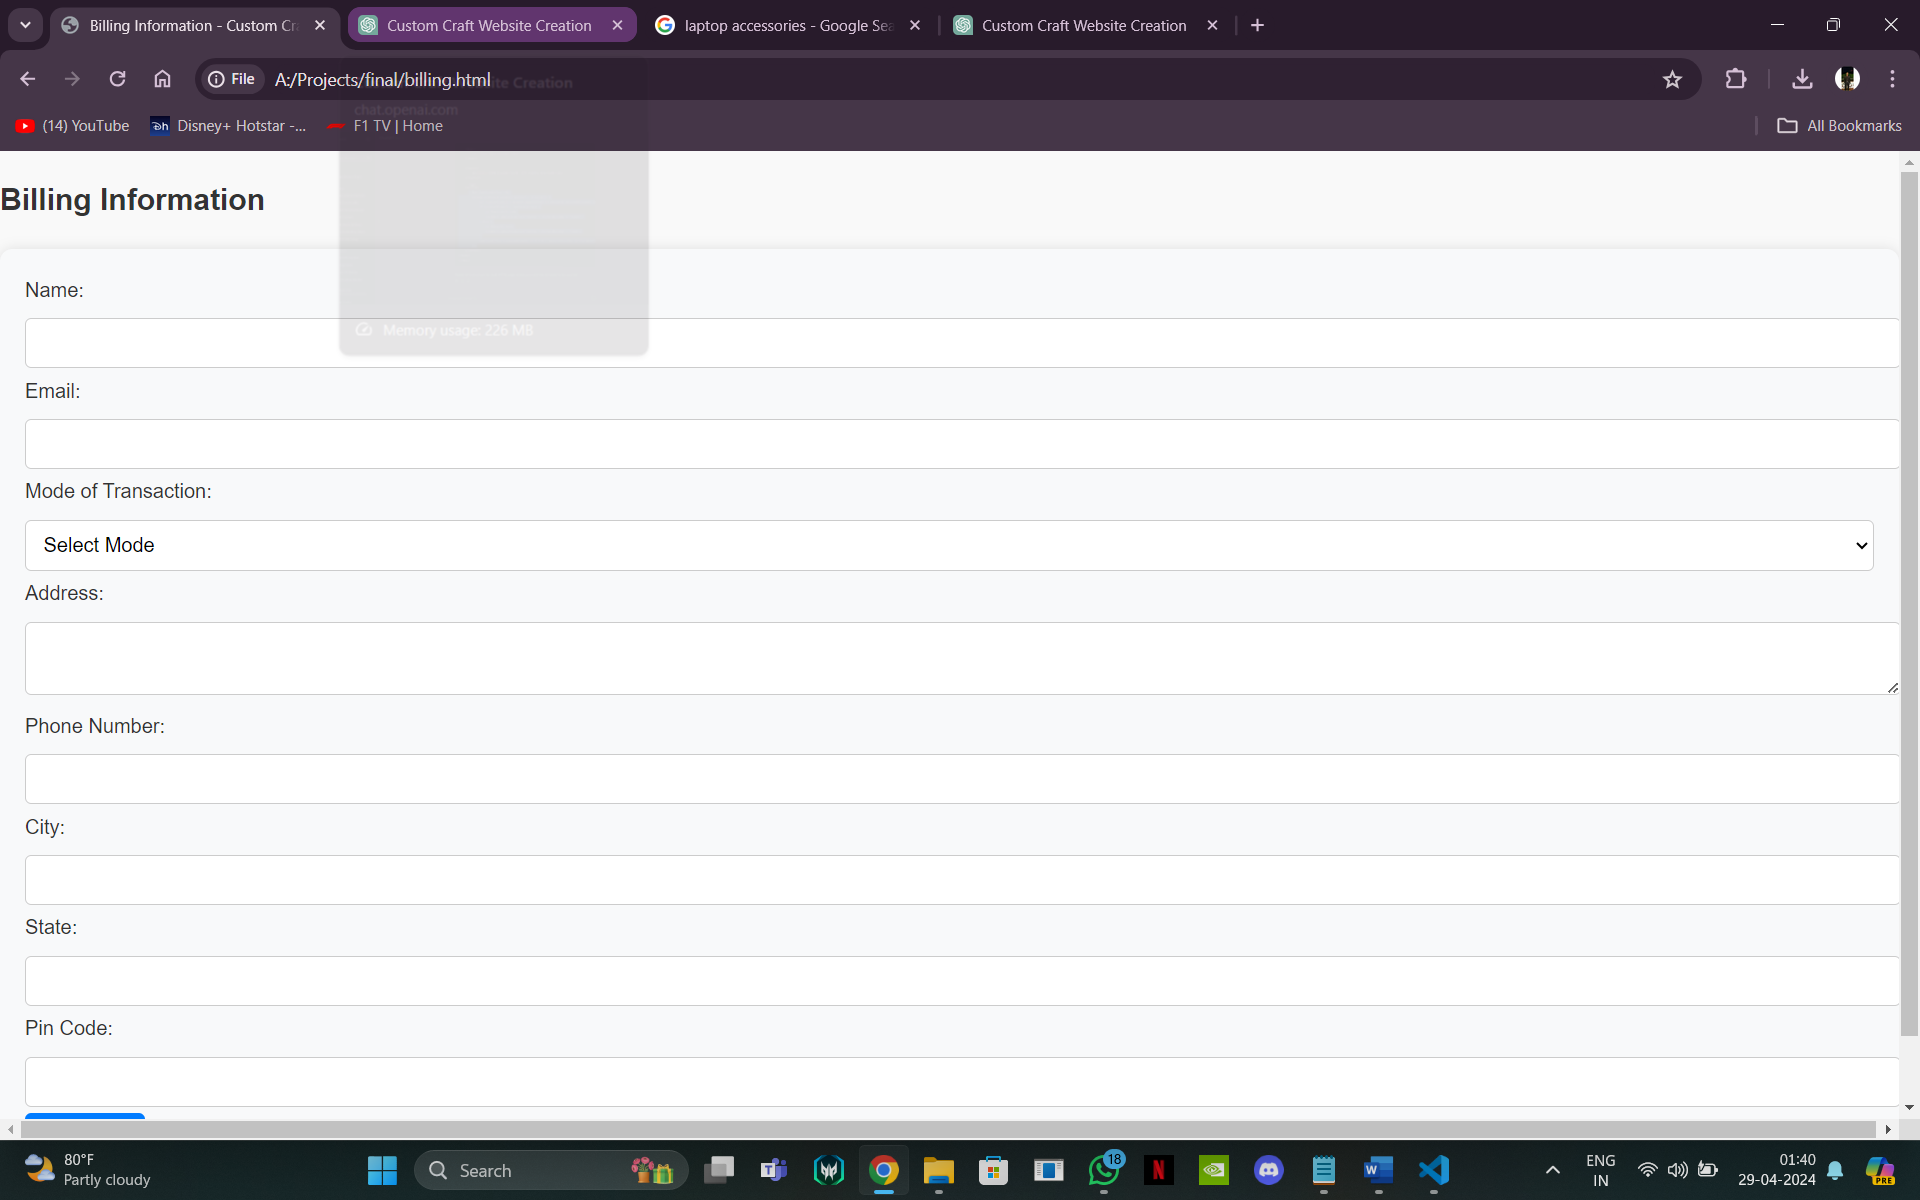 Billing Information - Custom Cr
Custom Craft Website Creation
laptop accessories - Google Sea
Custom Craft Website Creation
File
A:/Projects/final/billing.html
site Creation
chat.openai.com
(14) YouTube
Disney+ Hotstar -...
F1 TV | Home
All Bookmarks
Billing Information
Name:
Memory usage: 226 MB
Email:
Mode of Transaction:
Select Mode
Address:
Phone Number:
City:
State:
Pin Code:
80°F
Partly cloudy
Search
18
ENG
IN
01:40
29-04-2024
PRE